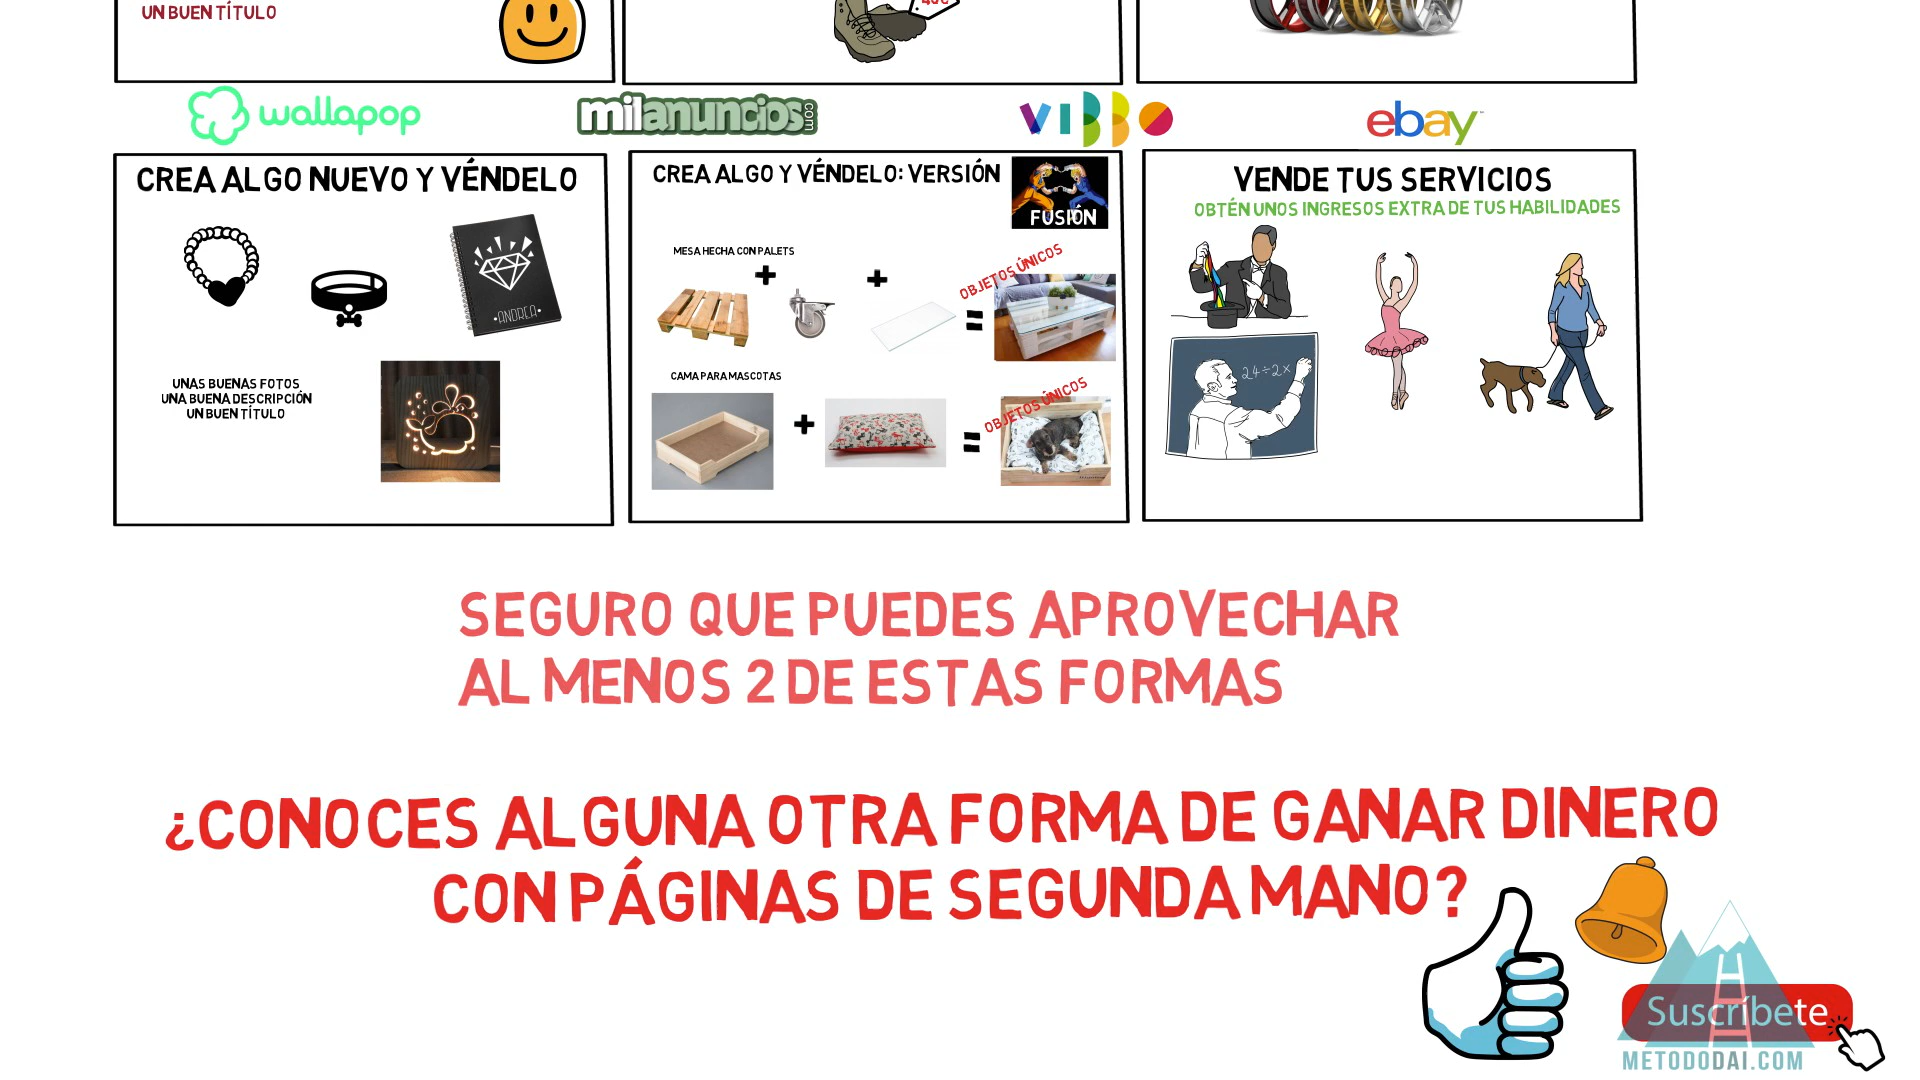 UN BUEN TÍTULO
40€
wallapop
milanuncios.com
VIBBO
ebay
CREA ALGO NUEVO Y VÉNDELO
ANDREA
UNAS BUENAS FOTOS
UNA BUENA DESCRIPCIÓN
UN BUEN TÍTULO
CREA ALGO Y VÉNDELO: VERSIÓN
FUSIÓN
MESA HECHA CON PALETS
+ + =
OBJETOS ÚNICOS
CAMA PARA MASCOTAS
+ =
OBJETOS ÚNICOS
VENDE TUS SERVICIOS
OBTÉN UNOS INGRESOS EXTRA DE TUS HABILIDADES
24÷2×
SEGURO QUE PUEDES APROVECHAR
AL MENOS 2 DE ESTAS FORMAS
¿CONOCES ALGUNA OTRA FORMA DE GANAR DINERO
CON PÁGINAS DE SEGUNDA MANO?
Suscríbete
METODODAI.COM